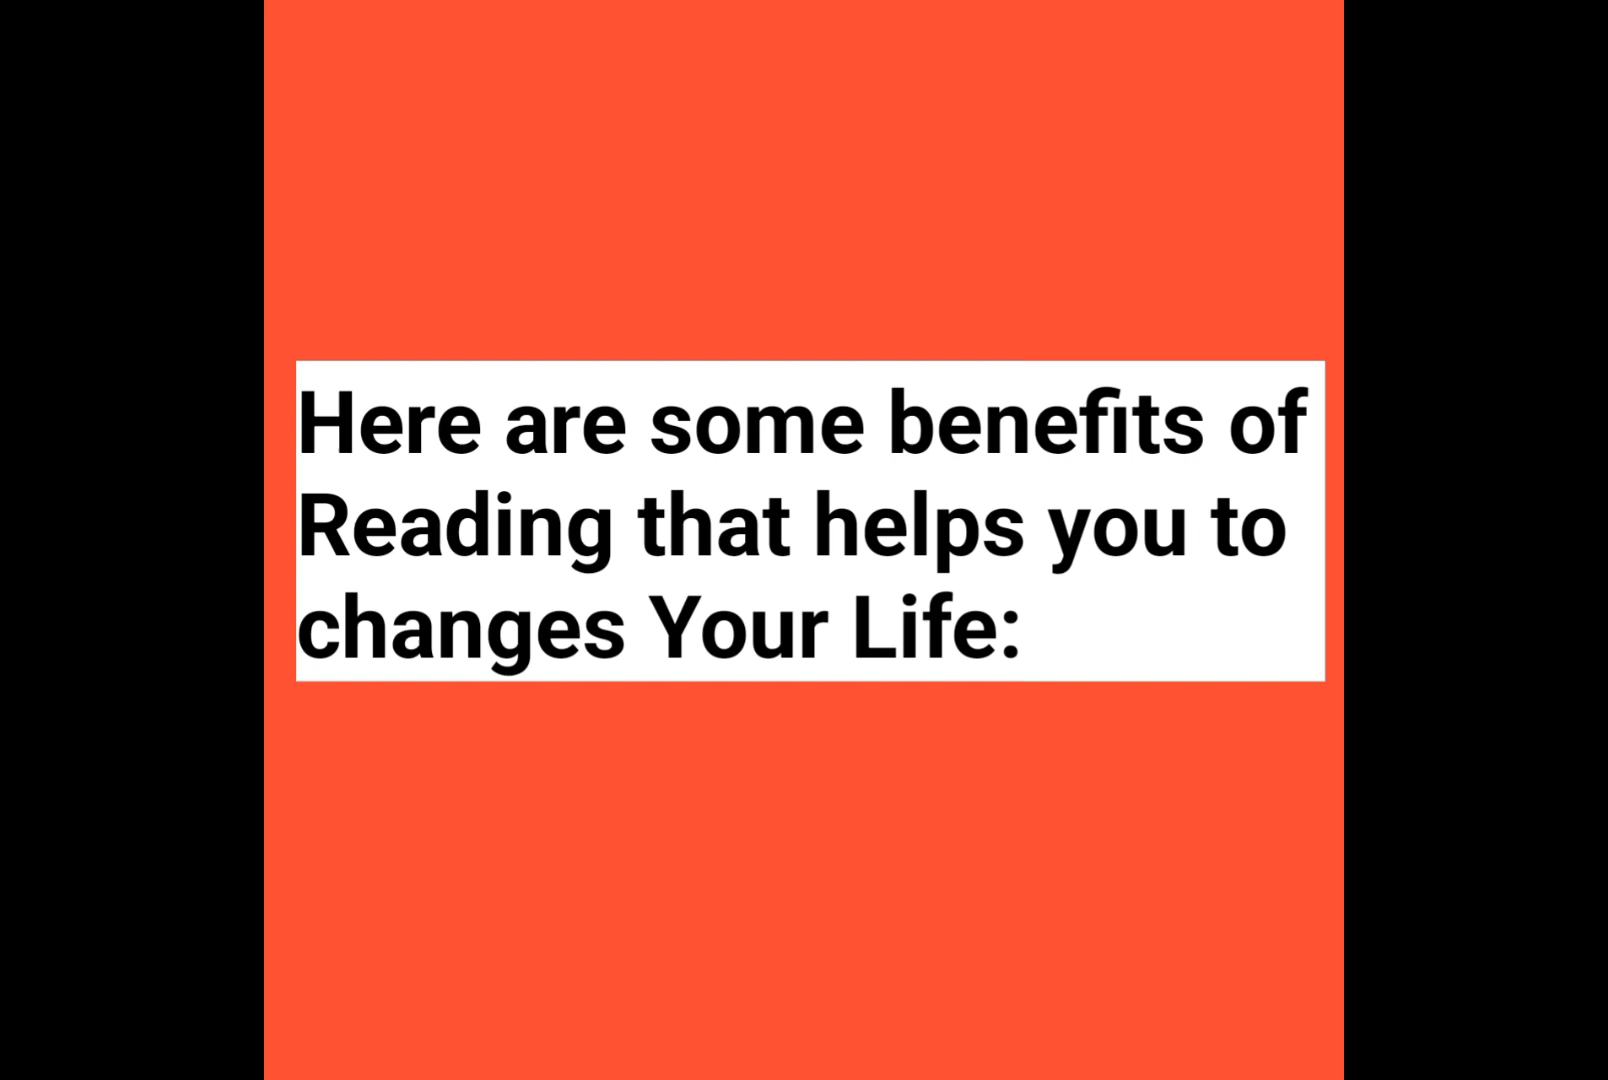 Here are some benefits of
Reading that helps you to
changes Your Life: